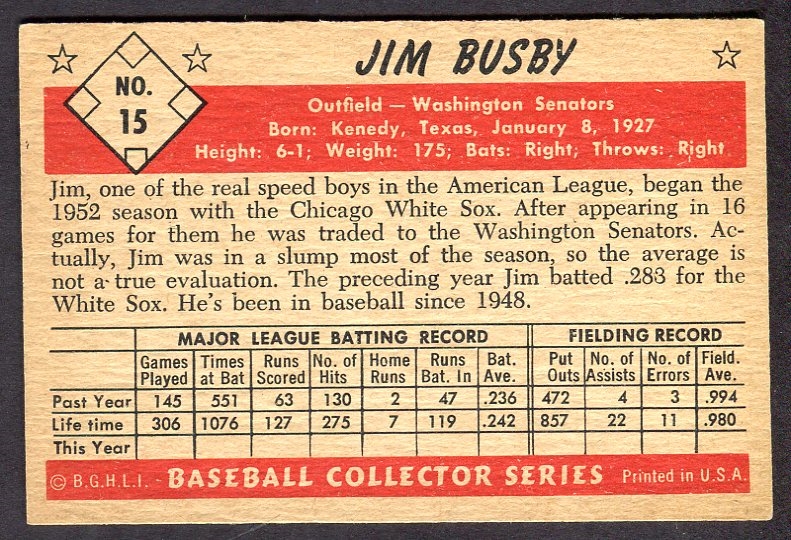 JIM BUSBY
NO.
15
Outfield — Washington Senators
Born: Kenedy, Texas, January 8, 1927
Height: 6-1; Weight: 175; Bats: Right; Throws: Right
Jim, one of the real speed boys in the American League, began the
1952 season with the Chicago White Sox. After appearing in 16
games for them he was traded to the Washington Senators. Ac-
tually, Jim was in a slump most of the season, so the average is
not a true evaluation. The preceding year Jim batted .283 for the
White Sox. He's been in baseball since 1948.
MAJOR LEAGUE BATTING RECORD FIELDING RECORD
Games Times Runs No. of Home Runs Bat. Put No. of No. of Field.
Played at Bat Scored Hits Runs Bat. In Ave. Outs Assists Errors Ave.
Past Year 145 551 63 130 2 47 .236 472 4 3 .994
Life time 306 1076 127 275 7 119 .242 857 22 11 .980
This Year
© B.G.H.L.I. - BASEBALL COLLECTOR SERIES Printed in U.S.A.